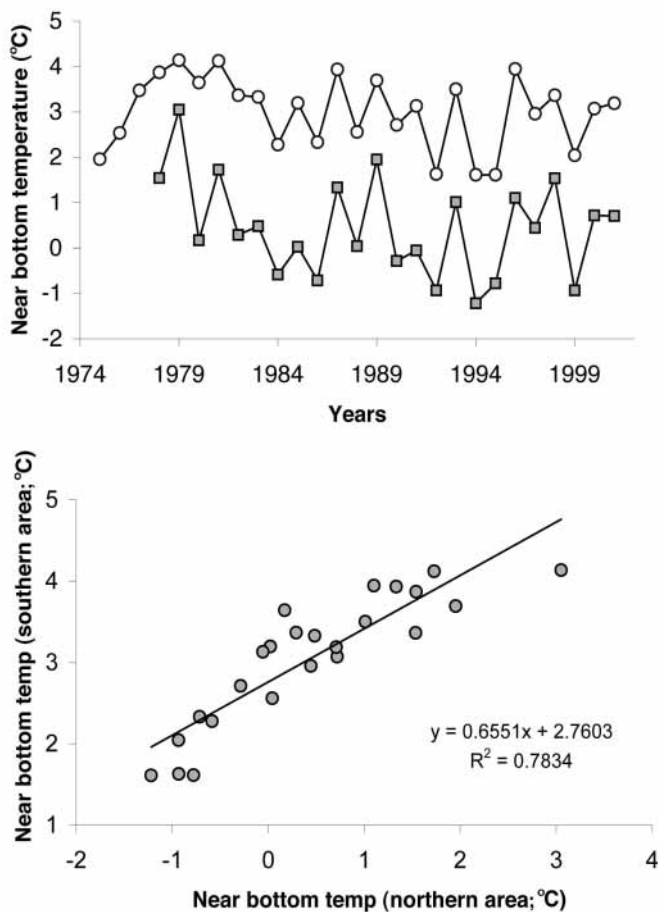 Near bottom temperature (°C)
5
4
3
2
1
0
-1
-2
1974 1979 1984 1989 1994 1999
Years
Near bottom temp (southern area; °C)
5
4
3
2
1
y = 0.6551x + 2.7603
R² = 0.7834
-2 -1 0 1 2 3 4
Near bottom temp (northern area; °C)